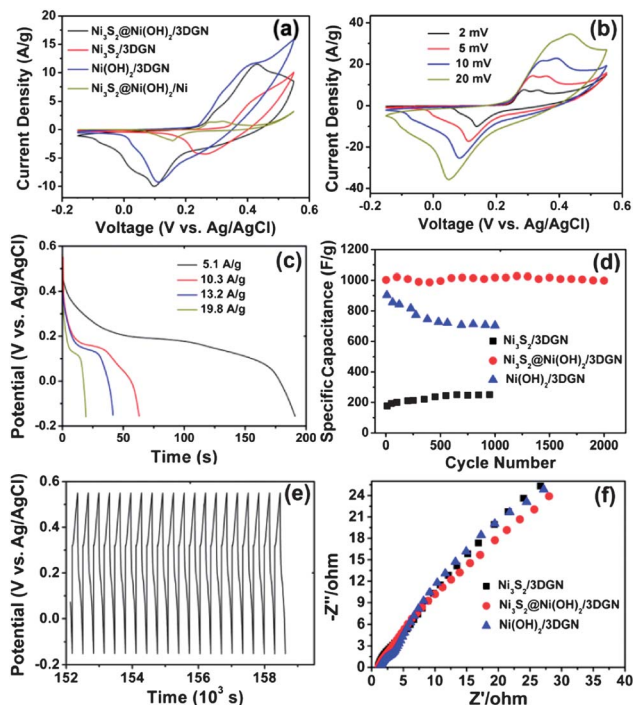 (a)
Ni3S2@Ni(OH)2/3DGN
Ni3S2/3DGN
Ni(OH)2/3DGN
Ni3S2@Ni(OH)2/Ni
Current Density (A/g)
15
10
5
0
-5
-10
0.0 0.2 0.4 0.6
Voltage (V vs. Ag/AgCl)
(b)
2 mV
5 mV
10 mV
20 mV
Current Density (A/g)
40
20
0
-20
-40
0.0 0.2 0.4 0.6
Voltage (V vs. Ag/AgCl)
(c)
5.1 A/g
10.3 A/g
13.2 A/g
19.8 A/g
Potential (V vs. Ag/AgCl)
0.6
0.4
0.2
0.0
-0.2
0 50 100 150 200
Time (s)
(d)
Specific Capacitance (F/g)
1400
1200
1000
800
600
400
200
0
Ni3S2/3DGN
Ni3S2@Ni(OH)2/3DGN
Ni(OH)2/3DGN
0 500 1000 1500 2000
Cycle Number
(e)
Potential (V vs. Ag/AgCl)
0.6
0.4
0.2
0.0
-0.2
152 154 156 158
Time (10³ s)
(f)
-Z''/ohm
24
21
18
15
12
9
6
3
0
Ni3S2/3DGN
Ni3S2@Ni(OH)2/3DGN
Ni(OH)2/3DGN
0 5 10 15 20 25 30 35 40
Z'/ohm